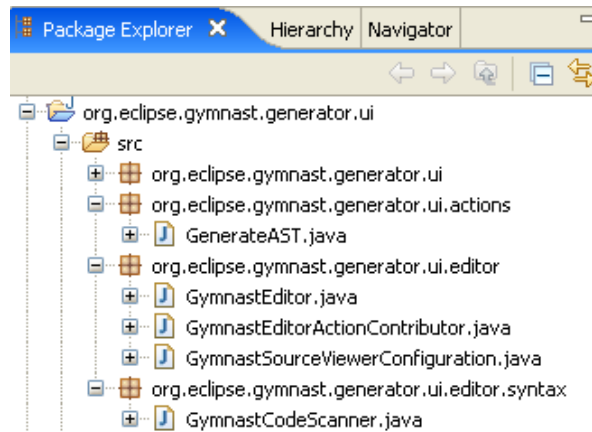 Package Explorer Hierarchy Navigator
org.eclipse.gymnast.generator.ui
src
org.eclipse.gymnast.generator.ui
org.eclipse.gymnast.generator.ui.actions
GenerateAST.java
org.eclipse.gymnast.generator.ui.editor
GymnastEditor.java
GymnastEditorActionContributor.java
GymnastSourceViewerConfiguration.java
org.eclipse.gymnast.generator.ui.editor.syntax
GymnastCodeScanner.java